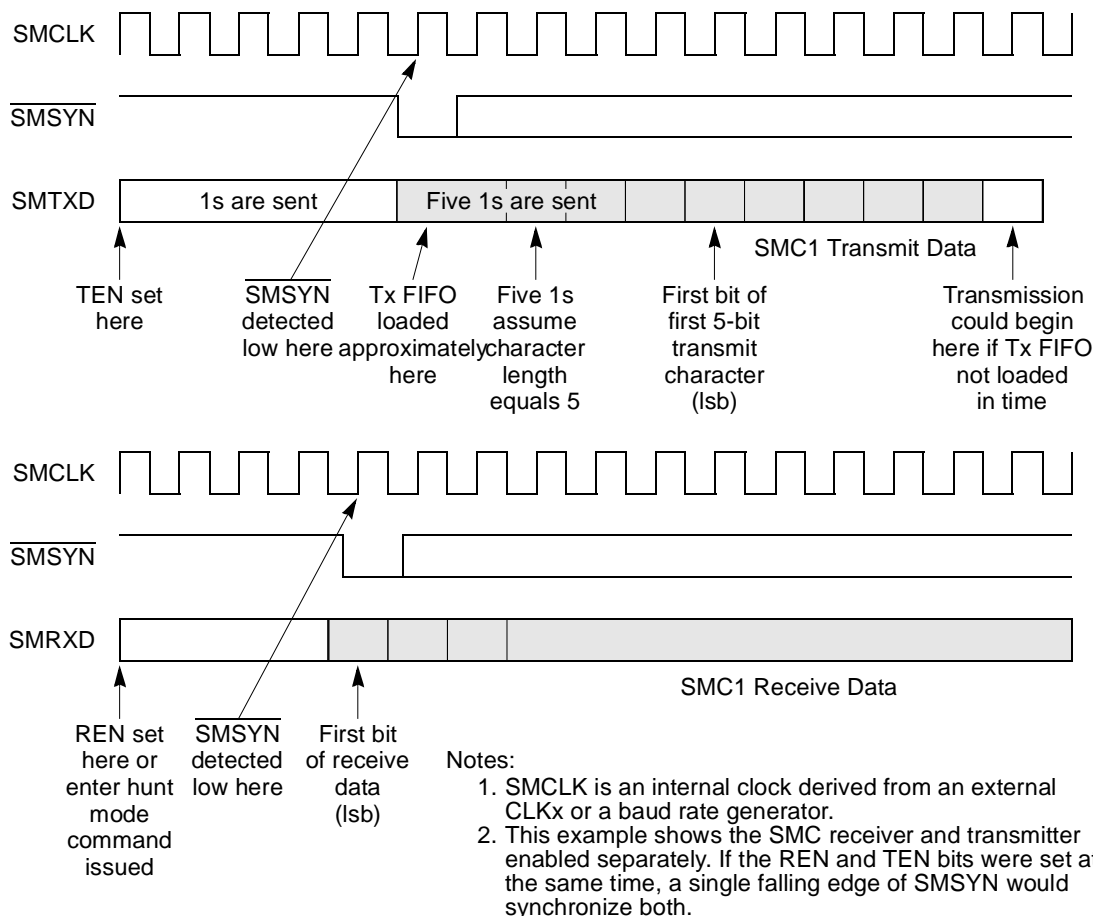 SMCLK
SMSYN
SMTXD
1s are sent
Five 1s are sent
SMC1 Transmit Data
TEN set
here
SMSYN
detected
low here
Tx FIFO
loaded
approximately
here
Five 1s
assume
character
length
equals 5
First bit of
first 5-bit
transmit
character
(lsb)
Transmission
could begin
here if Tx FIFO
not loaded
in time
SMCLK
SMSYN
SMRXD
SMC1 Receive Data
REN set
here or
enter hunt
mode
command
issued
SMSYN
detected
low here
First bit
of receive
data
(lsb)
Notes:
1. SMCLK is an internal clock derived from an external
CLKx or a baud rate generator.
2. This example shows the SMC receiver and transmitter
enabled separately. If the REN and TEN bits were set at
the same time, a single falling edge of SMSYN would
synchronize both.